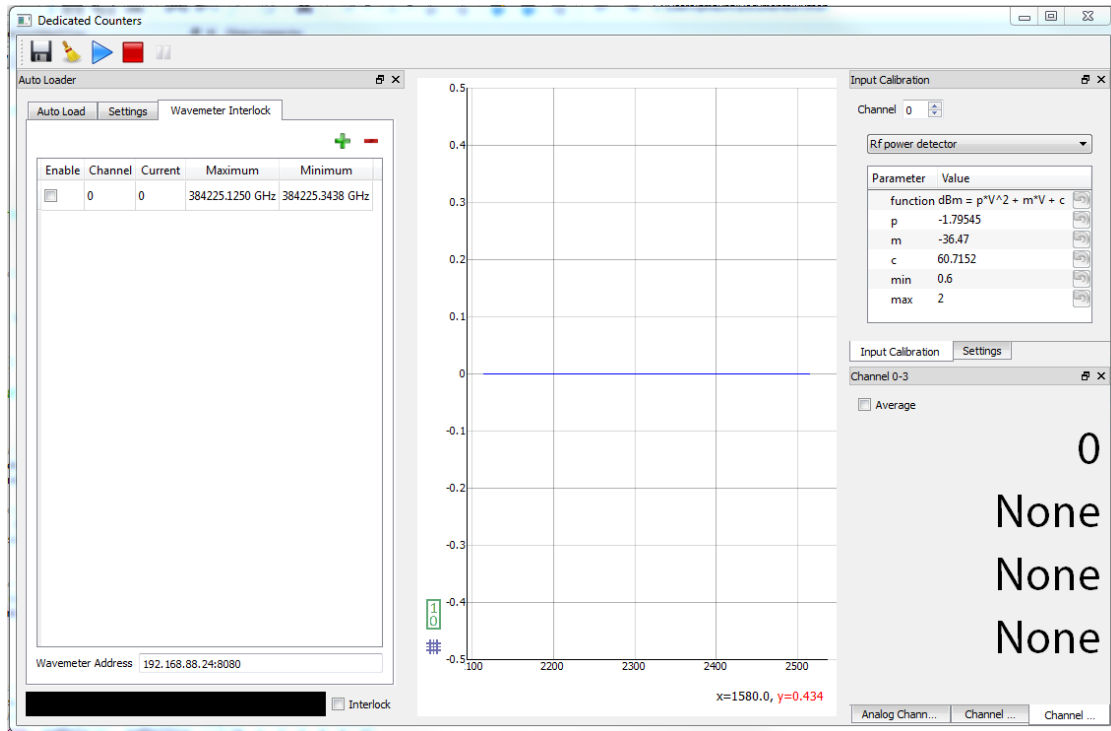 Dedicated Counters
Auto Loader
Auto Load Settings Wavemeter Interlock
Enable Channel Current Maximum Minimum
0 0 384225.1250 GHz 384225.3438 GHz
Wavemeter Address 192.168.88.24:8080
Interlock
0.5
0.4
0.3
0.2
0.1
0
-0.1
-0.2
-0.3
-0.4
-0.5
100 2200 2300 2400 2500
1
0
x=1580.0, y=0.434
Input Calibration
Channel 0
Rf power detector
Parameter Value
function dBm = p*V^2 + m*V + c
p -1.79545
m -36.47
c 60.7152
min 0.6
max 2
Input Calibration Settings
Channel 0-3
Average
0
None
None
None
Analog Chann... Channel ... Channel ...